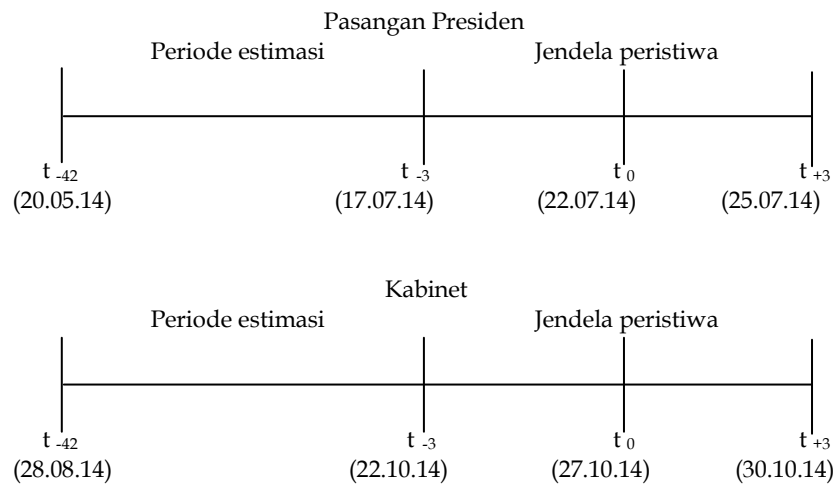 Pasangan Presiden
Periode estimasi Jendela peristiwa
t -42 t -3 t 0 t +3
(20.05.14) (17.07.14) (22.07.14) (25.07.14)
Kabinet
Periode estimasi Jendela peristiwa
t -42 t -3 t 0 t +3
(28.08.14) (22.10.14) (27.10.14) (30.10.14)